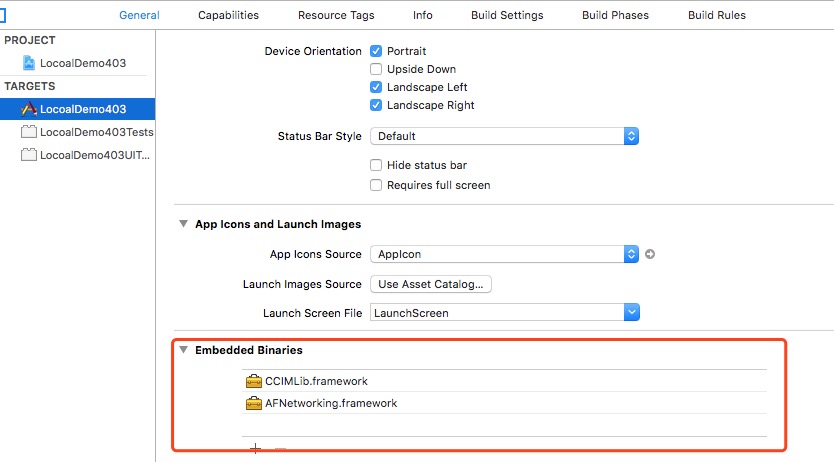 General Capabilities Resource Tags Info Build Settings Build Phases Build Rules
PROJECT
LocoalDemo403
TARGETS
LocoalDemo403
LocoalDemo403Tests
LocoalDemo403UIT...
Device Orientation Portrait
Upside Down
Landscape Left
Landscape Right
Status Bar Style Default
Hide status bar
Requires full screen
App Icons and Launch Images
App Icons Source AppIcon
Launch Images Source Use Asset Catalog...
Launch Screen File LaunchScreen
Embedded Binaries
CCIMLib.framework
AFNetworking.framework